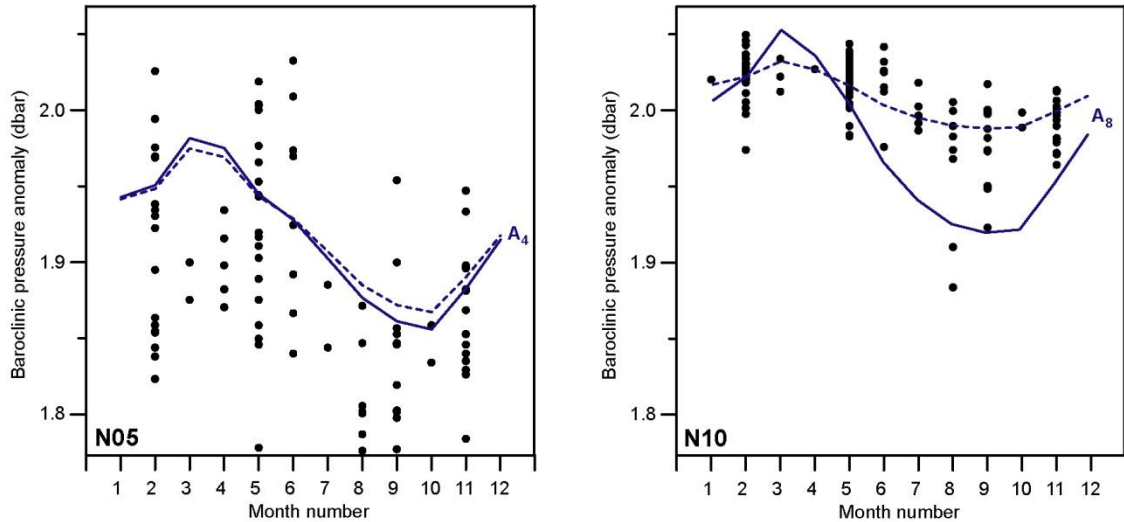 Baroclinic pressure anomaly (dbar)
2.0
1.9
1.8
A4
N05
1 2 3 4 5 6 7 8 9 10 11 12
Month number
Baroclinic pressure anomaly (dbar)
2.0
1.9
1.8
A8
N10
1 2 3 4 5 6 7 8 9 10 11 12
Month number